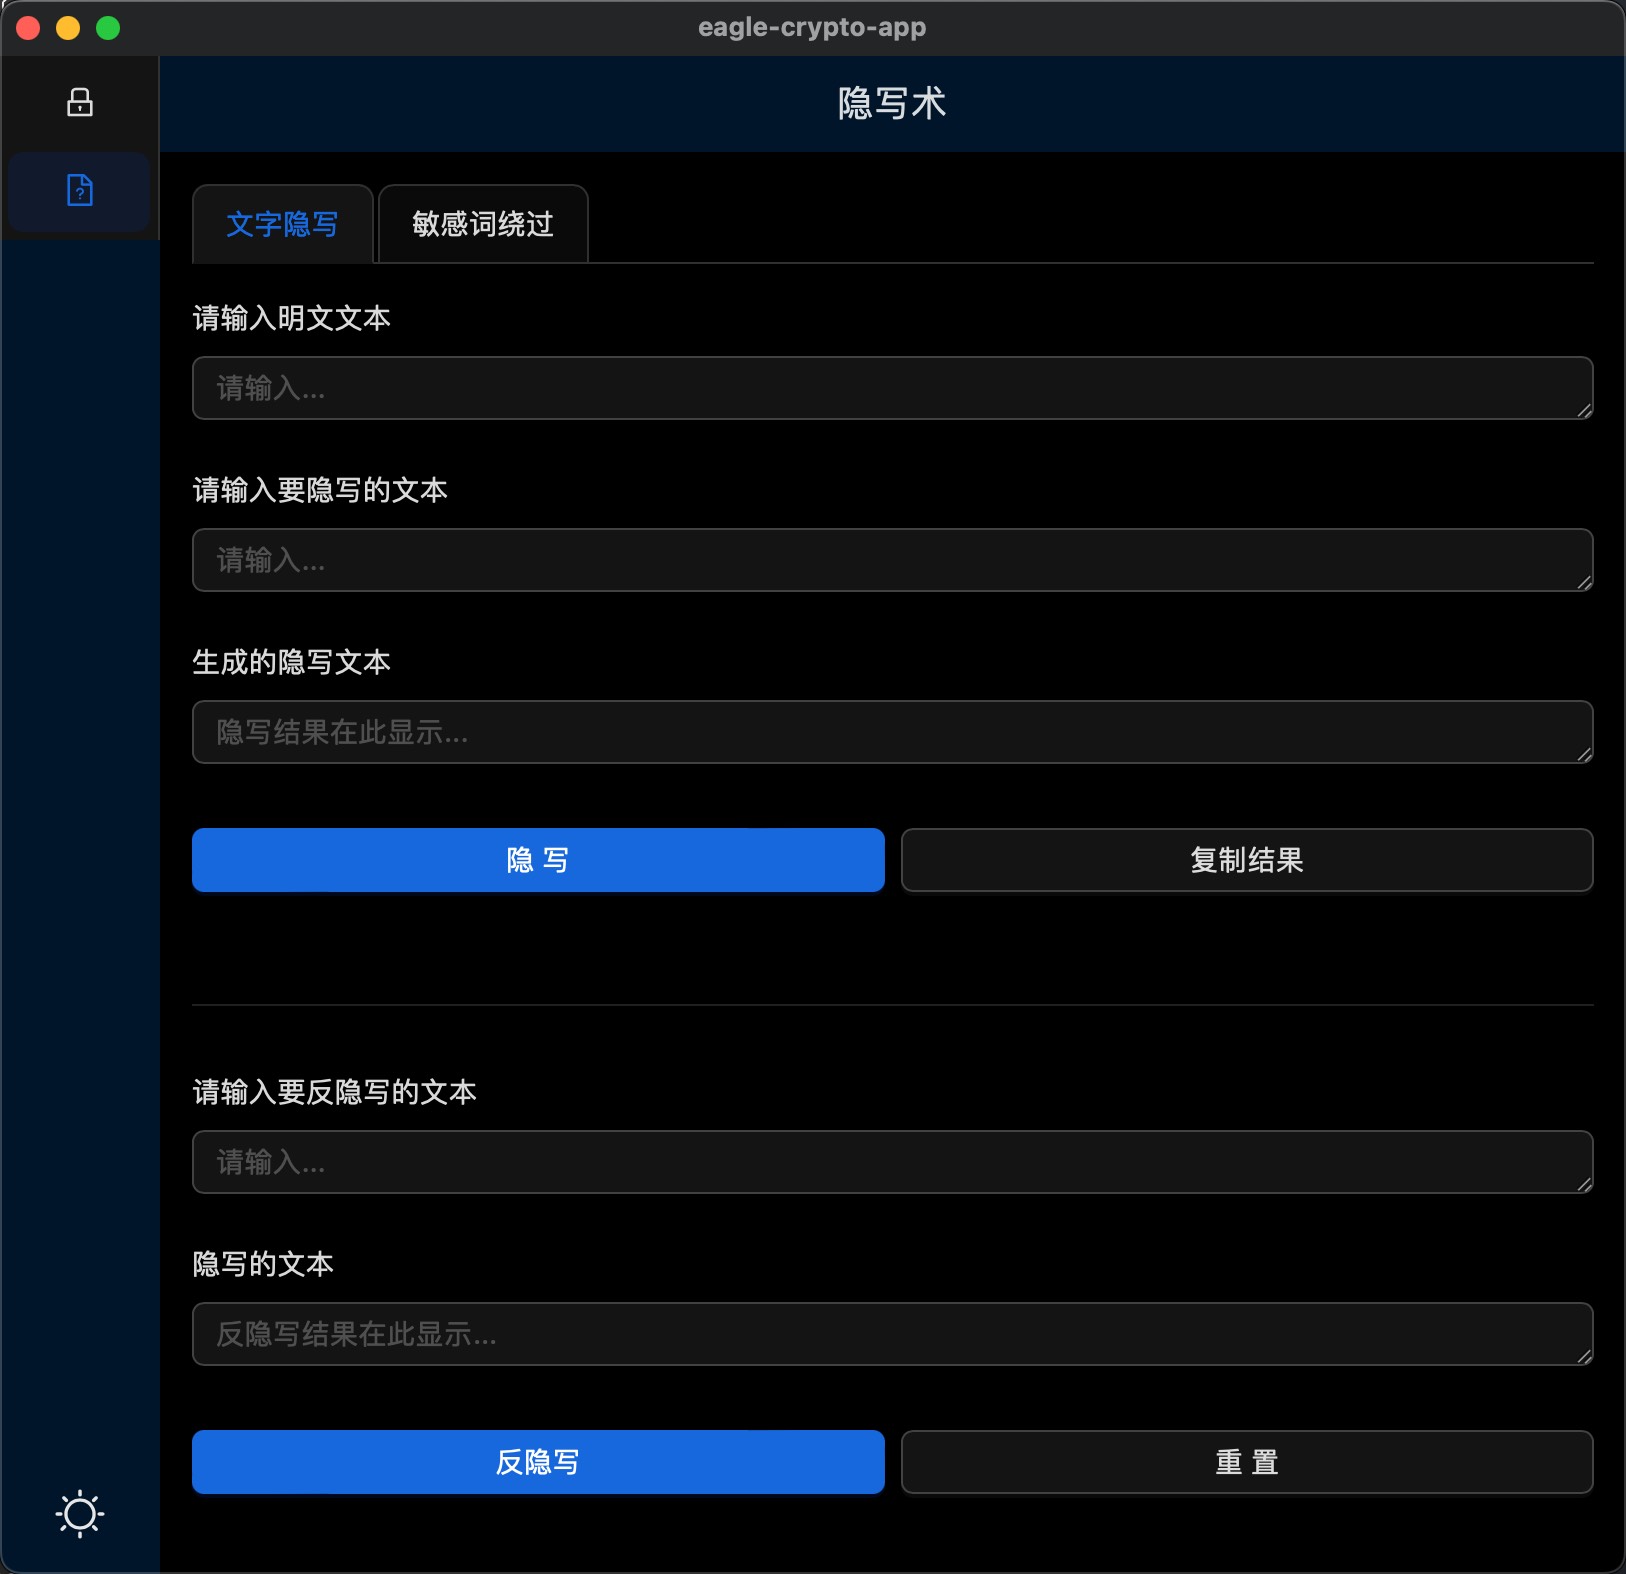 eagle-crypto-app
隐写术
文字隐写
敏感词绕过
请输入明文文本
请输入...
请输入要隐写的文本
请输入...
生成的隐写文本
隐写结果在此显示...
隐 写
复制结果
请输入要反隐写的文本
请输入...
隐写的文本
反隐写结果在此显示...
反隐写
重 置